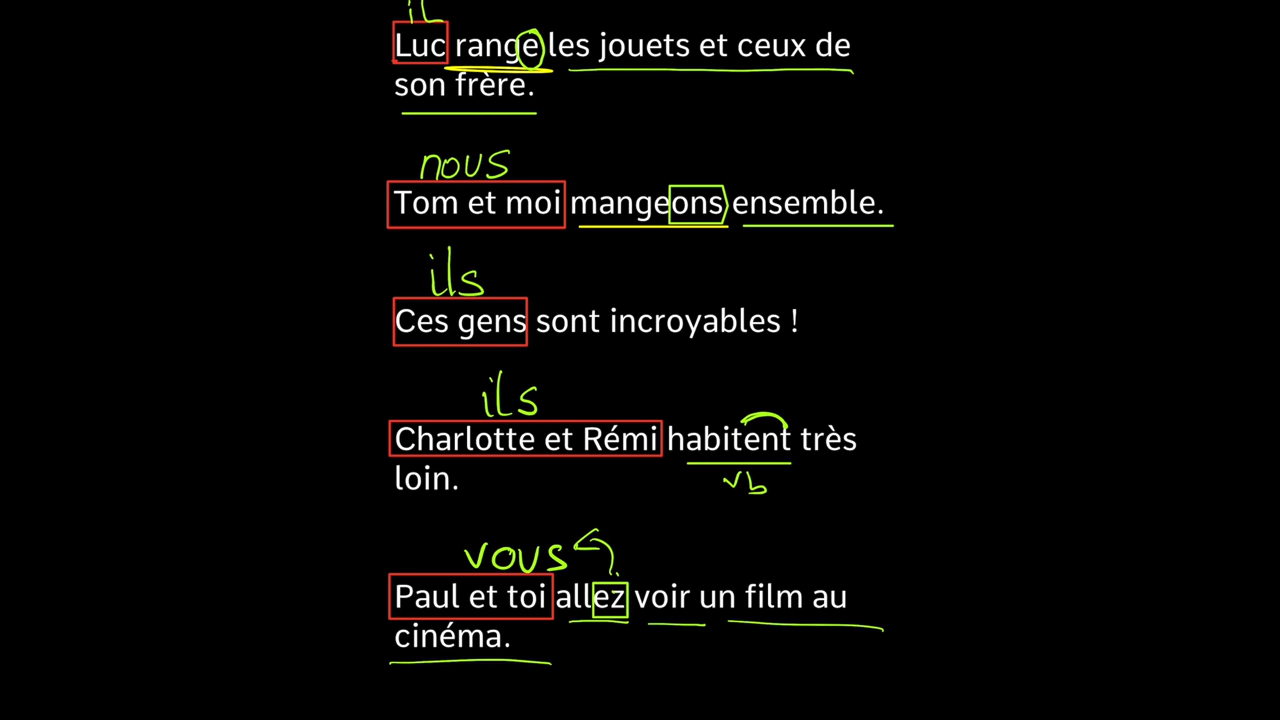 il
Luc range les jouets et ceux de
son frère.
nous
Tom et moi mangeons ensemble.
ils
Ces gens sont incroyables !
ils
Charlotte et Rémi habitent très
loin.
vb
vous
Paul et toi allez voir un film au
cinéma.